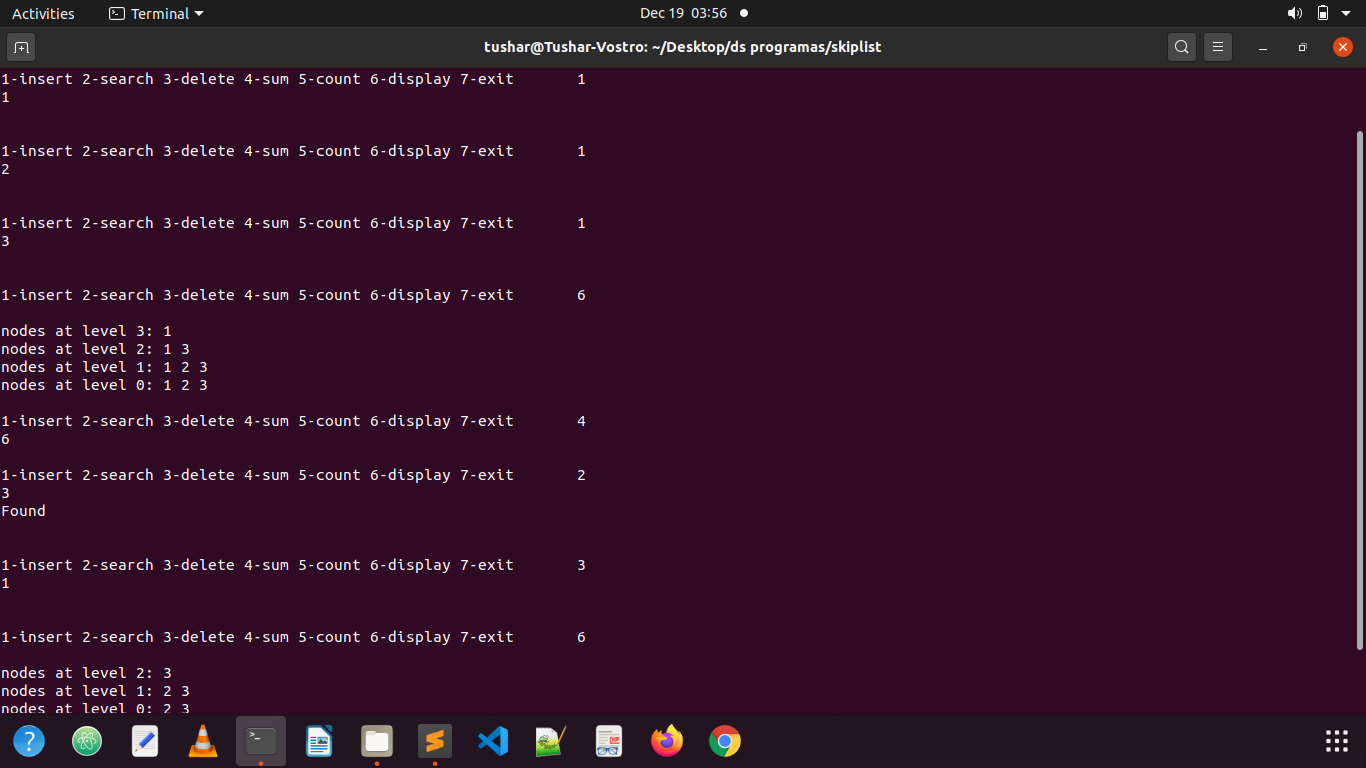 Activities Terminal Dec 19 03:56
tushar@Tushar-Vostro: ~/Desktop/ds programas/skiplist
1-insert 2-search 3-delete 4-sum 5-count 6-display 7-exit 1
1
1-insert 2-search 3-delete 4-sum 5-count 6-display 7-exit 1
2
1-insert 2-search 3-delete 4-sum 5-count 6-display 7-exit 1
3
1-insert 2-search 3-delete 4-sum 5-count 6-display 7-exit 6
nodes at level 3: 1
nodes at level 2: 1 3
nodes at level 1: 1 2 3
nodes at level 0: 1 2 3
1-insert 2-search 3-delete 4-sum 5-count 6-display 7-exit 4
6
1-insert 2-search 3-delete 4-sum 5-count 6-display 7-exit 2
3
Found
1-insert 2-search 3-delete 4-sum 5-count 6-display 7-exit 3
1
1-insert 2-search 3-delete 4-sum 5-count 6-display 7-exit 6
nodes at level 2: 3
nodes at level 1: 2 3
nodes at level 0: 2 3